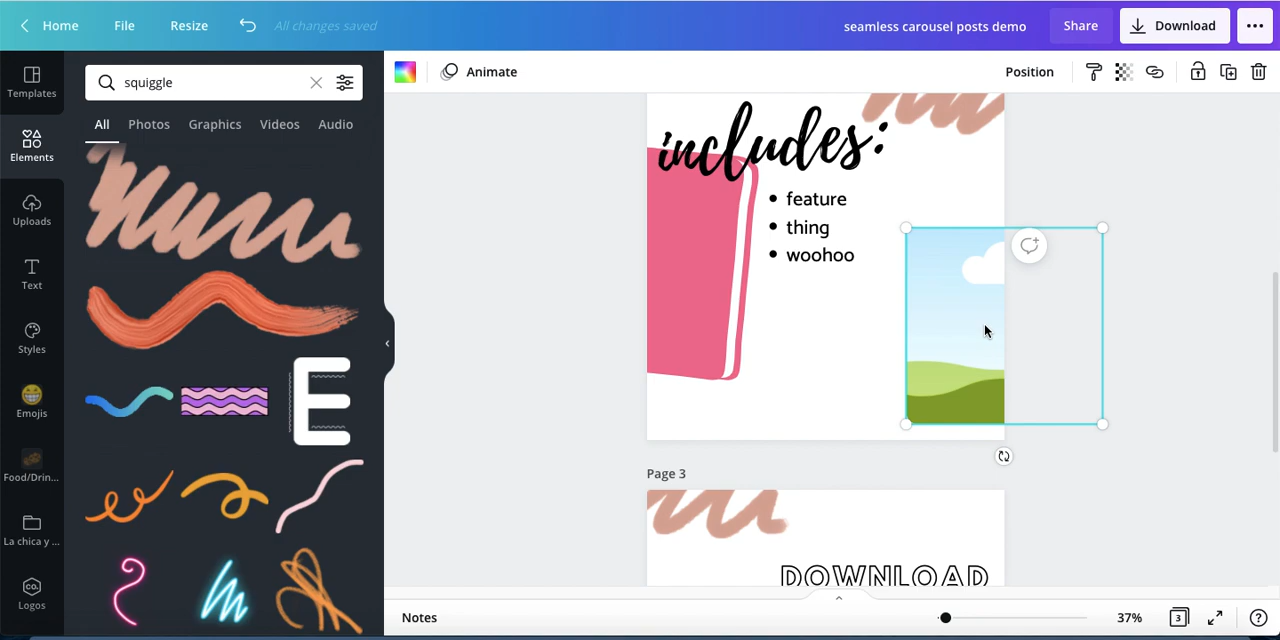 Home File Resize All changes saved seamless carousel posts demo Share Download
squiggle
Animate Position
All Photos Graphics Videos Audio
Templates
Elements
Uploads
Text
Styles
Emojis
Food/Drin...
La chica y ...
CO.
Logos
E
includes:
• feature
• thing
• woohoo
Page 3
DOWNLOAD
Notes 37% 3 ?